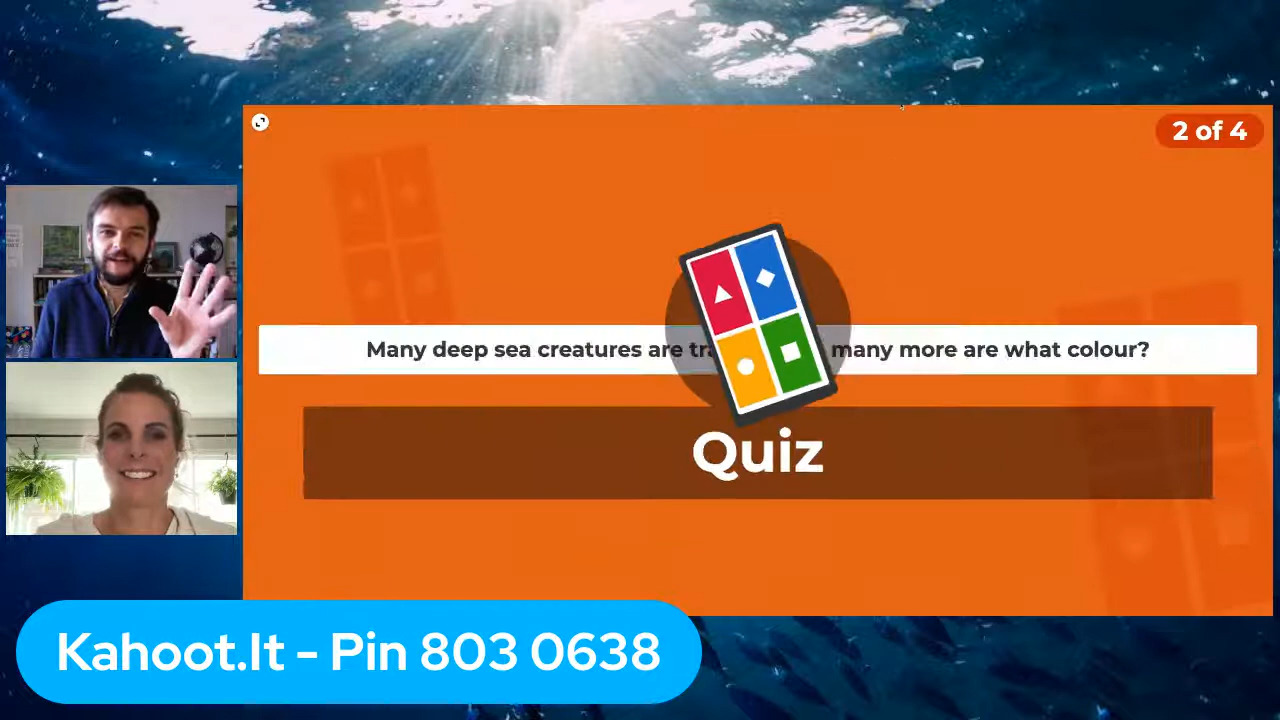 2 of 4
Many deep sea creatures are many more are what colour?
Quiz
Kahoot.It - Pin 803 0638